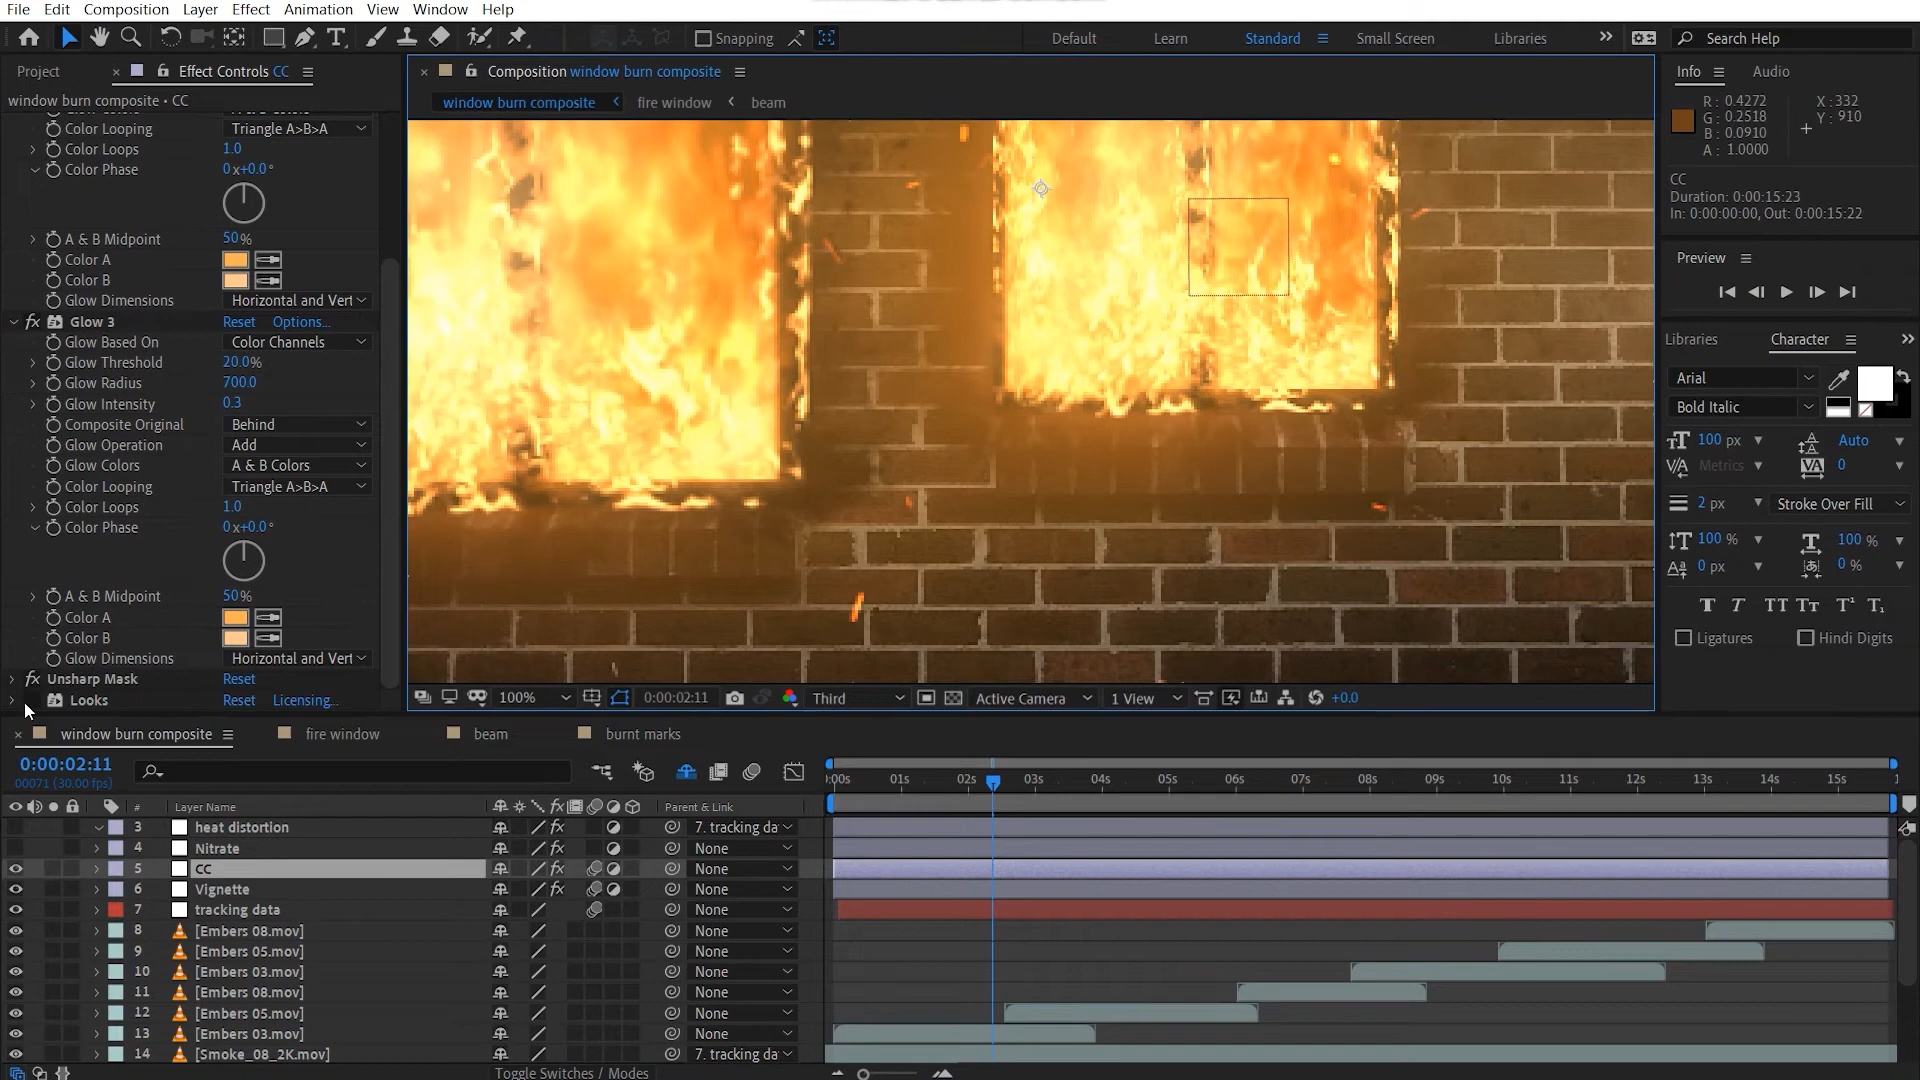 File Edit Composition Layer Effect Animation View Window Help
Snapping Default Learn Standard Small Screen Libraries Search Help
Project Effect Controls CC
window burn composite • CC
Color Looping Triangle A>B>A
Color Loops 1.0
Color Phase 0x+0.0°
A & B Midpoint 50%
Color A
Color B
Glow Dimensions Horizontal and Vert
fx Glow 3 Reset Options...
Glow Based On Color Channels
Glow Threshold 20.0%
Glow Radius 700.0
Glow Intensity 0.3
Composite Original Behind
Glow Operation Add
Glow Colors A & B Colors
Color Looping Triangle A>B>A
Color Loops 1.0
Color Phase 0x+0.0°
A & B Midpoint 50%
Color A
Color B
Glow Dimensions Horizontal and Vert
fx Unsharp Mask Reset
Looks Reset Licensing...
Composition window burn composite
window burn composite fire window beam
100% 0:00:02:11 Third Active Camera 1 View +0.0
Info Audio
R: 0.4272 X: 332
G: 0.2518 Y: 910
B: 0.0910
A: 1.0000
CC
Duration: 0:00:15:23
In: 0:00:00:00, Out: 0:00:15:22
Preview
Libraries Character
Arial
Bold Italic
100 px Auto
Metrics 0
2 px Stroke Over Fill
100 % 100 %
0 px 0 %
T T TT Tт T¹ T₁
Ligatures Hindi Digits
window burn composite fire window beam burnt marks
0:00:02:11
00071 (30.00 fps)
:00s 01s 02s 03s 04s 05s 06s 07s 08s 09s 10s 11s 12s 13s 14s 15s 1
# Layer Name fx Parent & Link
3 heat distortion fx 7. tracking da
4 Nitrate fx None
5 CC fx None
6 Vignette fx None
7 tracking data None
8 [Embers 08.mov] None
9 [Embers 05.mov] None
10 [Embers 03.mov] None
11 [Embers 08.mov] None
12 [Embers 05.mov] None
13 [Embers 03.mov] None
14 [Smoke_08_2K.mov] 7. tracking da
Toggle Switches / Modes